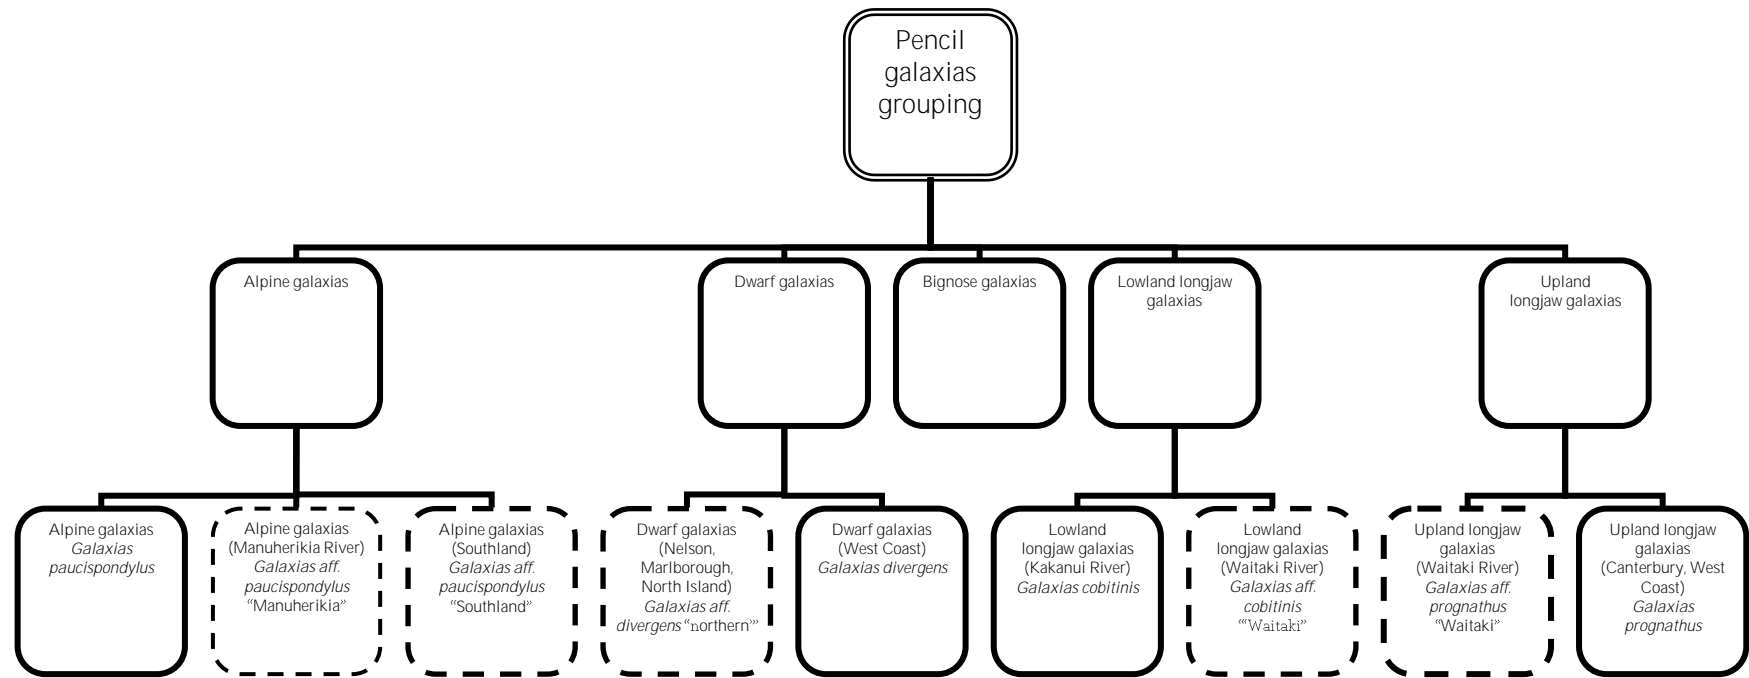 Pencil
galaxias
grouping
Alpine galaxias
Dwarf galaxias
Bignose galaxias
Lowland longjaw
galaxias
Upland
longjaw galaxias
Alpine galaxias
Galaxias
paucispondylus
Alpine galaxias
(Manuherikia River)
Galaxias aff.
paucispondylus
“Manuherikia”
Alpine galaxias
(Southland)
Galaxias aff.
paucispondylus
“Southland”
Dwarf galaxias
(Nelson,
Marlborough,
North Island)
Galaxias aff.
divergens “northern”’
Dwarf galaxias
(West Coast)
Galaxias divergens
Lowland
longjaw galaxias
(Kakanui River)
Galaxias cobitinis
Lowland
longjaw galaxias
(Waitaki River)
Galaxias aff.
cobitinis
‘“Waitaki”
Upland longjaw
galaxias
(Waitaki River)
Galaxias aff.
prognathus
“Waitaki”
Upland longjaw
galaxias
(Canterbury, West
Coast)
Galaxias
prognathus